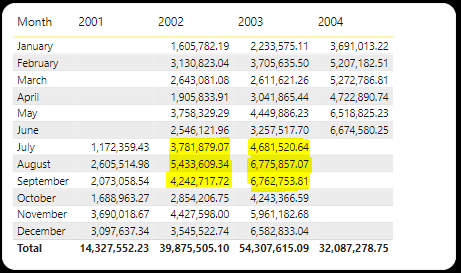 Month 2001 2002 2003 2004
January 1,605,782.19 2,233,575.11 3,691,013.22
February 3,130,823.04 3,705,635.50 5,207,182.51
March 2,643,081.08 2,611,621.26 5,272,786.81
April 1,905,833.91 3,041,865.44 4,722,890.74
May 3,758,329.29 4,449,886.23 6,518,825.23
June 2,546,121.96 3,257,517.70 6,674,580.25
July 1,172,359.43 3,781,879.07 4,681,520.64
August 2,605,514.98 5,433,609.34 6,775,857.07
September 2,073,058.54 4,242,717.72 6,762,753.81
October 1,688,963.27 2,854,206.75 4,243,366.59
November 3,690,018.67 4,427,598.00 5,961,182.68
December 3,097,637.34 3,545,522.74 6,582,833.04
Total 14,327,552.23 39,875,505.10 54,307,615.09 32,087,278.75